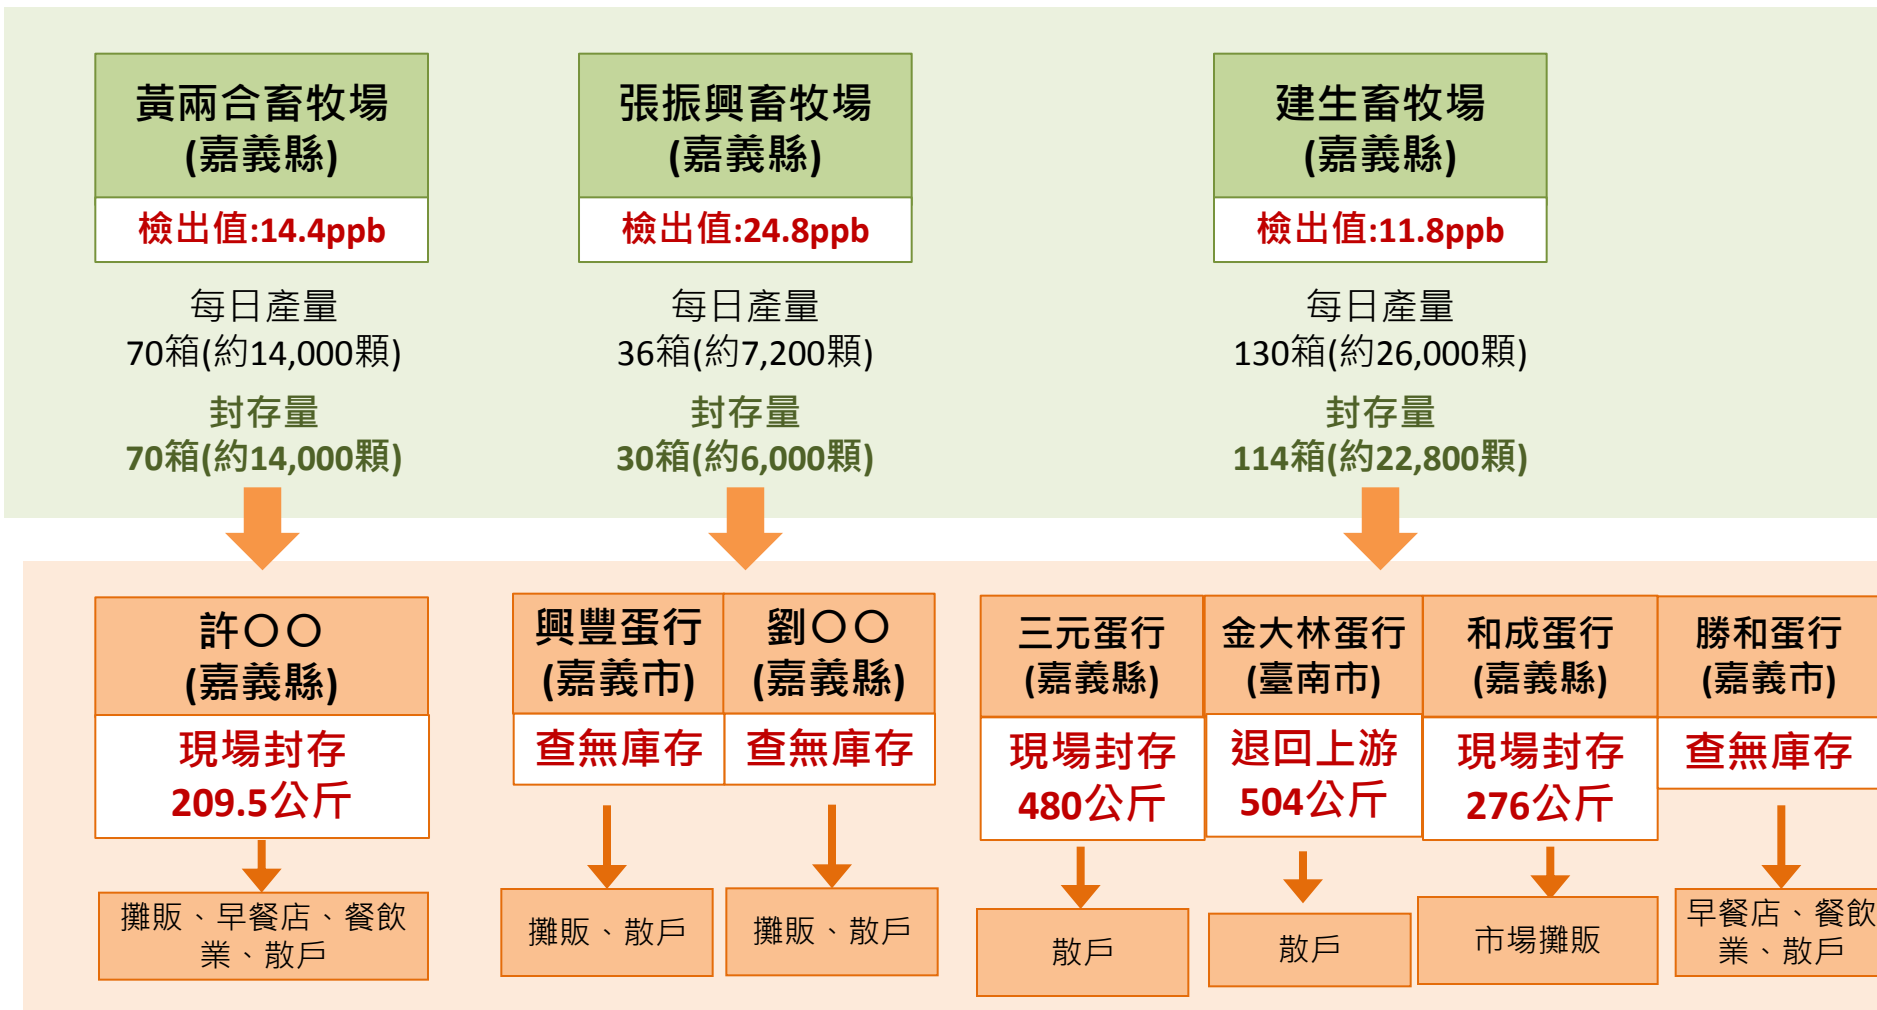 黃兩合畜牧場
(嘉義縣)
檢出值:14.4ppb
每日產量
70箱(約14,000顆)
封存量
70箱(約14,000顆)
張振興畜牧場
(嘉義縣)
檢出值:24.8ppb
每日產量
36箱(約7,200顆)
封存量
30箱(約6,000顆)
建生畜牧場
(嘉義縣)
檢出值:11.8ppb
每日產量
130箱(約26,000顆)
封存量
114箱(約22,800顆)
許〇〇
(嘉義縣)
現場封存
209.5公斤
攤販、早餐店、餐飲
業、散戶
興豐蛋行
(嘉義市)
查無庫存
攤販、散戶
劉〇〇
(嘉義縣)
查無庫存
攤販、散戶
三元蛋行
(嘉義縣)
現場封存
480公斤
散戶
金大林蛋行
(臺南市)
退回上游
504公斤
散戶
和成蛋行
(嘉義縣)
現場封存
276公斤
市場攤販
勝和蛋行
(嘉義市)
查無庫存
早餐店、餐飲
業、散戶